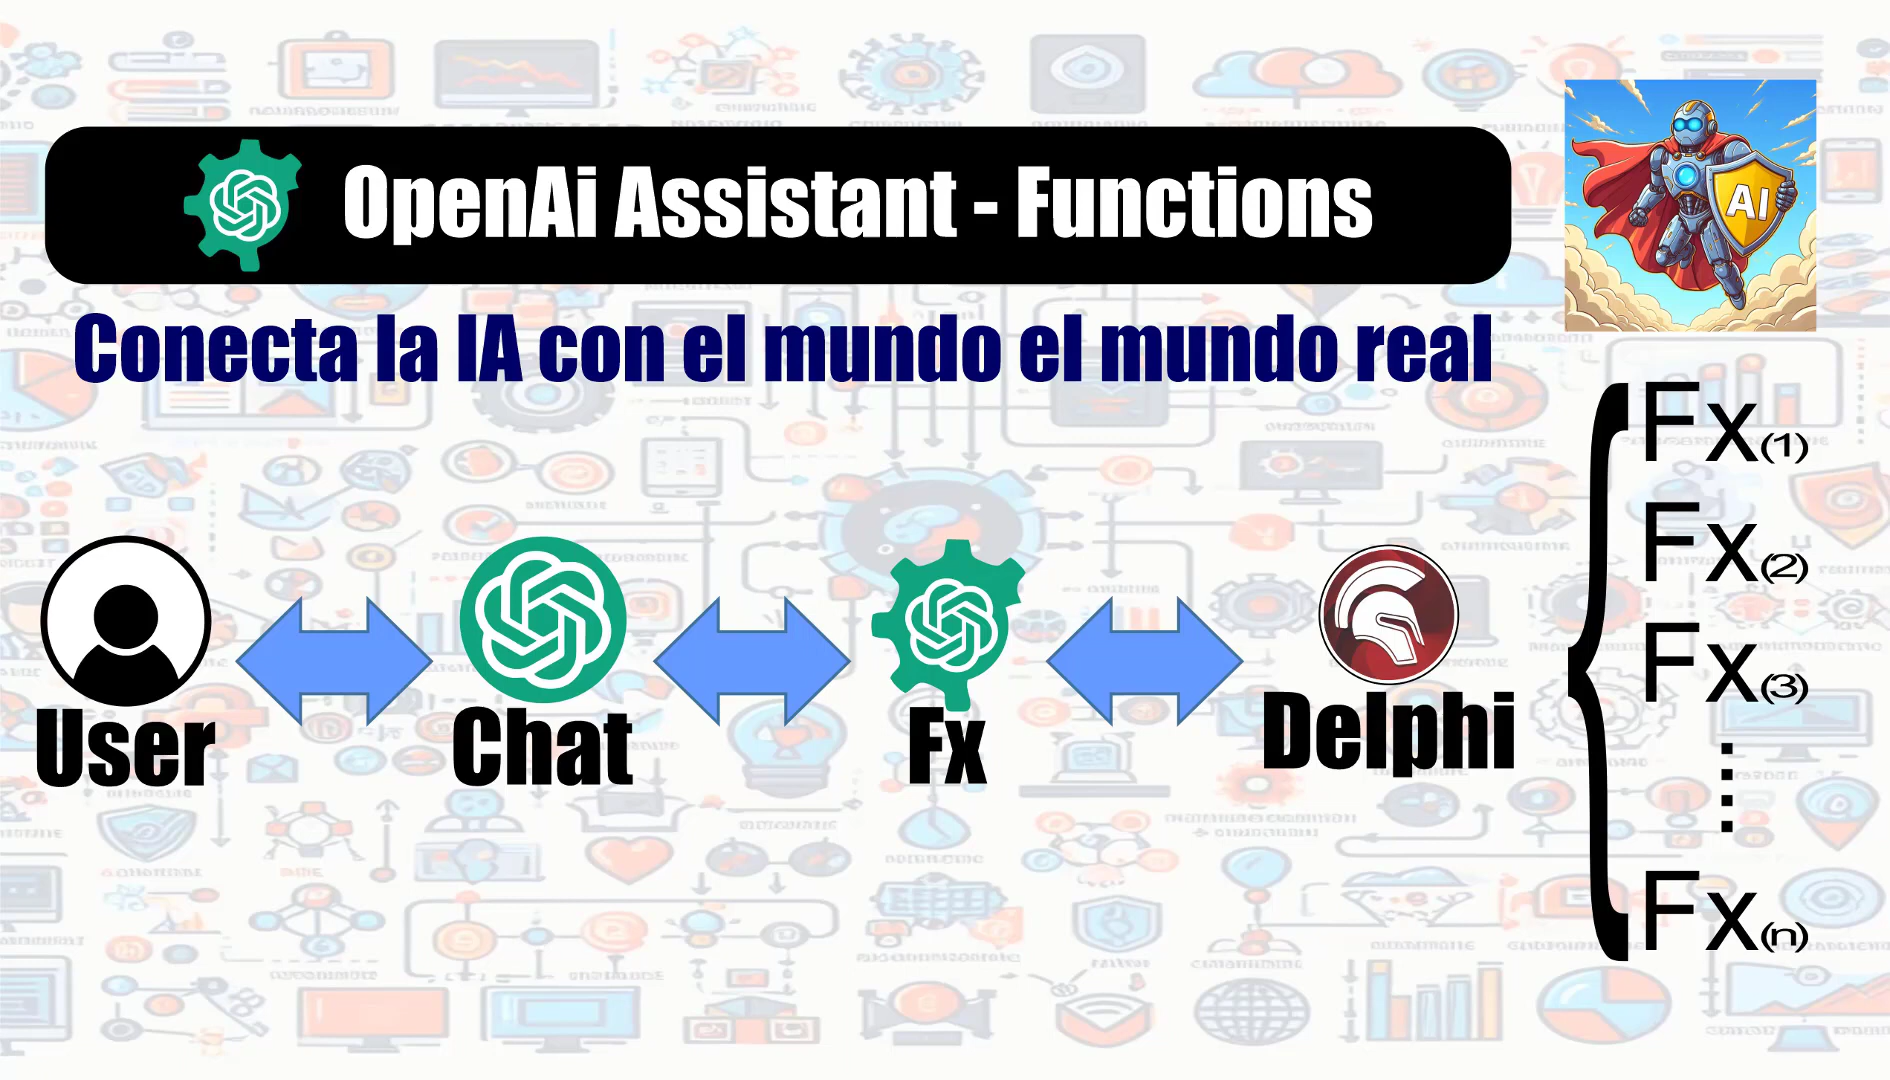 OpenAi Assistant - Functions
AI
Conecta la IA con el mundo el mundo real
User
Chat
Fx
Delphi
Fx(1)
Fx(2)
Fx(3)
Fx(n)